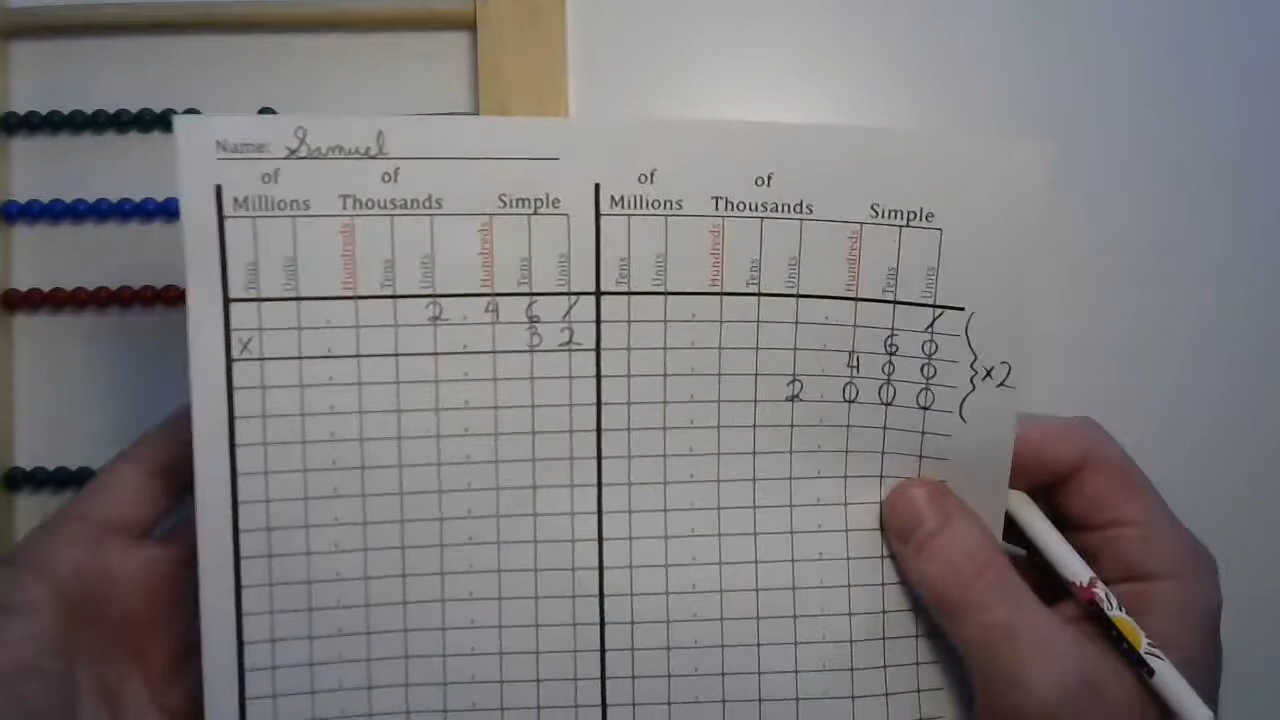 Name: Samuel
of of of of
Millions Thousands Simple Millions Thousands Simple
Tens Units Hundreds Tens Units Hundreds Tens Units Tens Units Hundreds Tens Units Hundreds Tens Units
2 . 4 6 1 1
x 3 2 6 0
4 0 0 x2
2 . 0 0 0